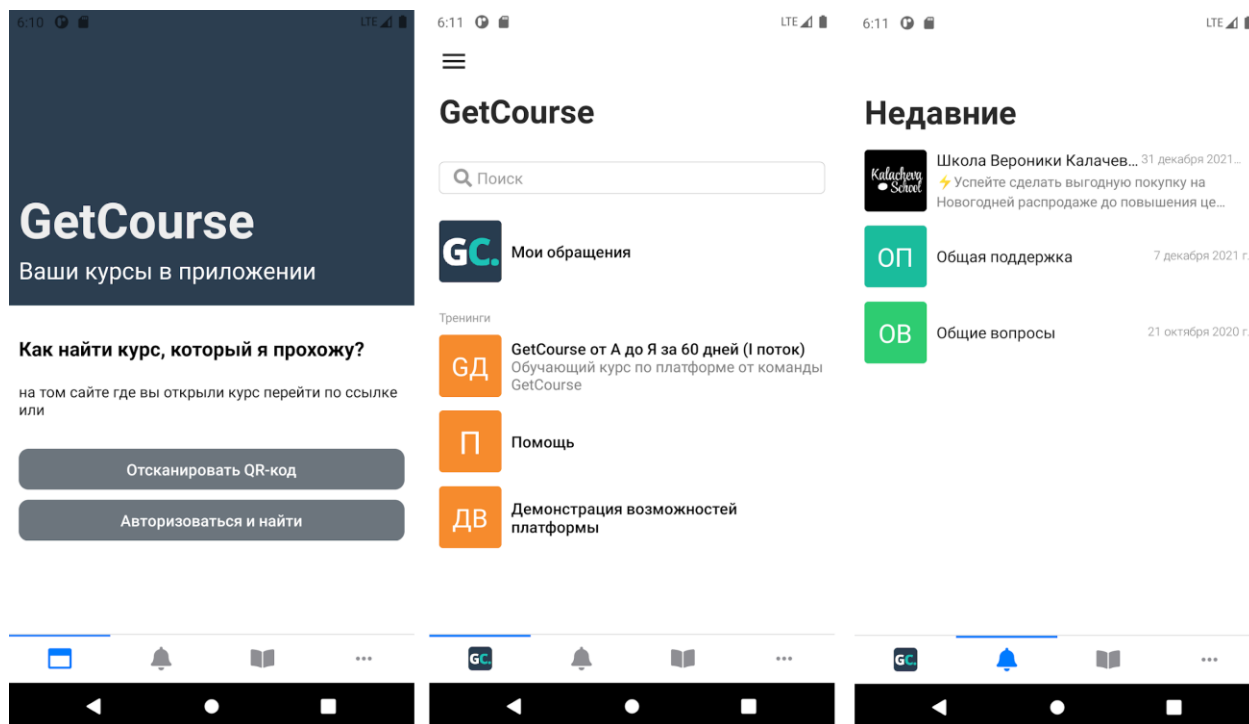 6:10
LTE
GetCourse
Ваши курсы в приложении
Как найти курс, который я прохожу?
на том сайте где вы открыли курс перейти по ссылке
или
Отсканировать QR-код
Авторизоваться и найти
6:11
LTE
GetCourse
Поиск
GC.
Мои обращения
Тренинги
GД
GetCourse от А до Я за 60 дней (I поток)
Обучающий курс по платформе от команды
GetCourse
П
Помощь
ДВ
Демонстрация возможностей
платформы
GC.
6:11
LTE
Недавние
Kalacheva
School
Школа Вероники Калачев... 31 декабря 2021...
⚡Успейте сделать выгодную покупку на
Новогодней распродаже до повышения це...
ОП
Общая поддержка 7 декабря 2021 г.
ОВ
Общие вопросы 21 октября 2020 г.
GC.